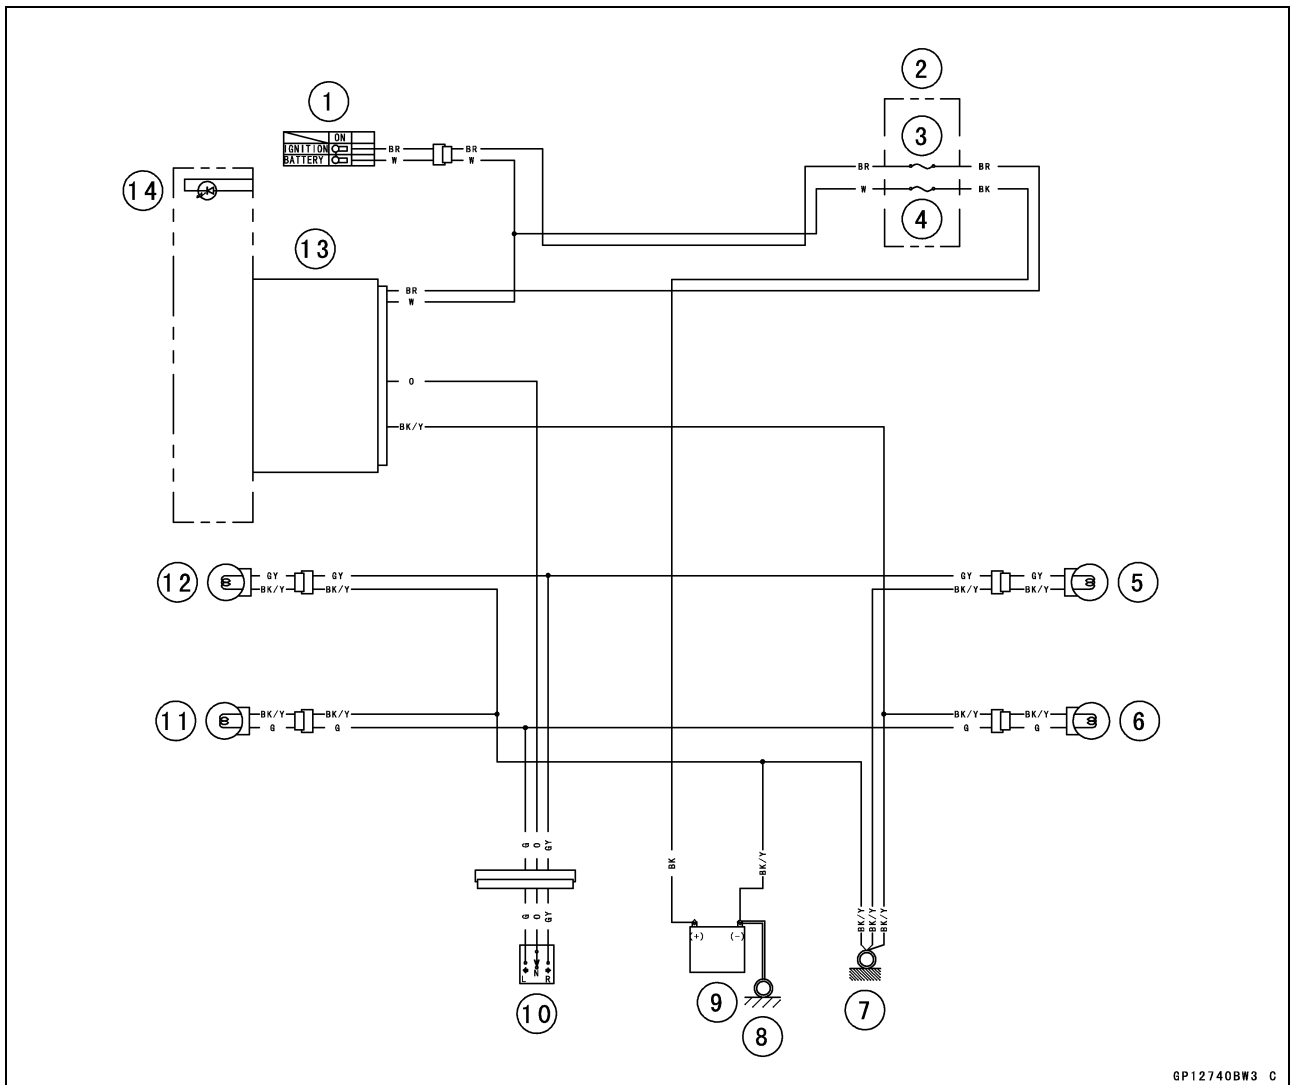 1
2
ON
IGNITION
BATTERY
BR
W
BR
W
3
BR
BR
W
BK
4
14
13
BR
W
O
BK/Y
12
GY
BK/Y
GY
BK/Y
GY
BK/Y
GY
BK/Y
5
11
BK/Y
G
BK/Y
G
BK/Y
G
BK/Y
G
6
G
O
GY
BK
BK/Y
G
O
GY
BK/Y
BK/Y
BK/Y
(+)
(-)
L
N
R
10
9
8
7
GP12740BW3 C